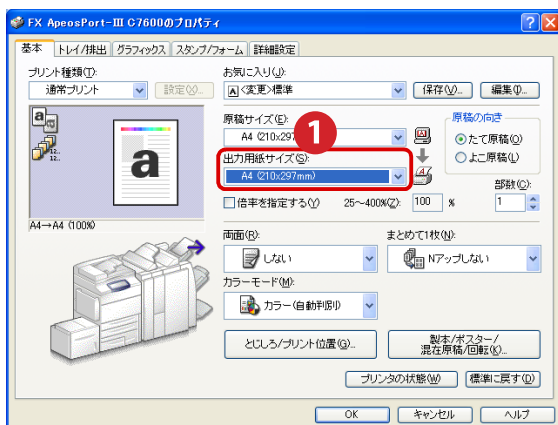 FX ApeosPort-III C7600のプロパティ
基本 トレイ/排出 グラフィックス スタンプ/フォーム 詳細設定
プリント種類(T):
通常プリント 設定(X)...
お気に入り(J):
A <変更>標準 保存(V)... 編集(I)...
原稿サイズ(E):
A4 (210x297
1
原稿の向き
たて原稿(O)
よこ原稿(L)
出力用紙サイズ(S):
A4 (210x297mm)
倍率を指定する(Y) 25~400%(Z): 100 %
部数(C):
1
a
a
12..
12..
A4→A4 (100%)
両面(R):
しない
まとめて1枚(N):
Nアップしない
カラーモード(M):
カラー(自動判別)
とじしろ/プリント位置(G)...
製本/ポスター/
混在原稿/回転(K)...
プリンタの状態(W) 標準に戻す(D)
OK キャンセル ヘルプ